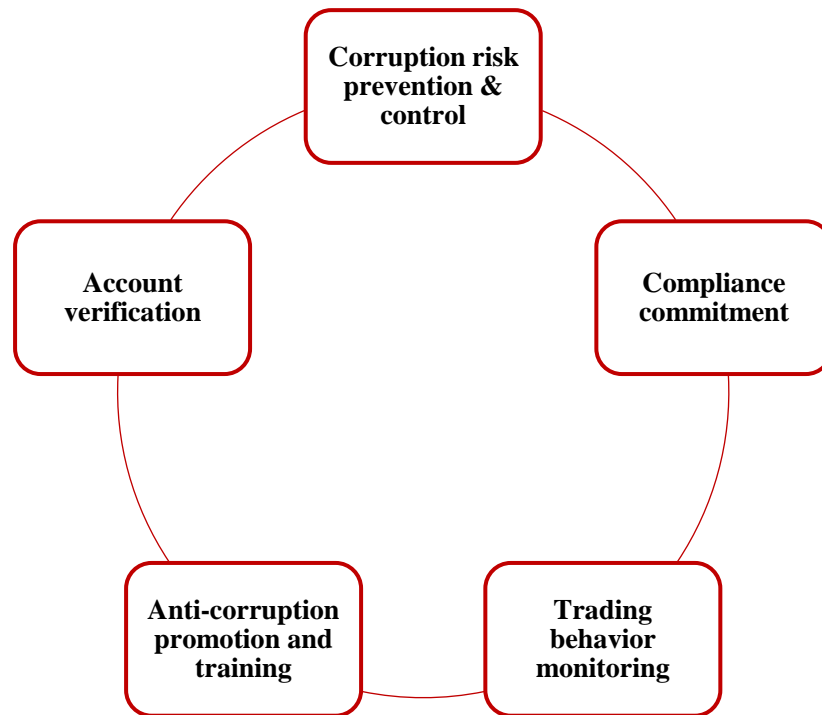 Corruption risk
prevention &
control
Account
verification
Compliance
commitment
Anti-corruption
promotion and
training
Trading
behavior
monitoring